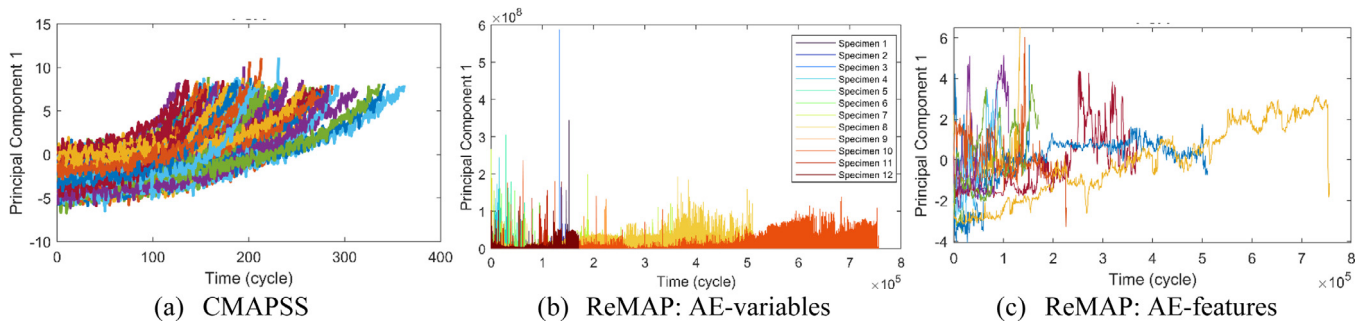 15
10
5
0
-5
-10
0
100
200
300
400
Principal Component 1
Time (cycle)
(a) CMAPSS
×10⁸
6
5
4
3
2
1
0
0
1
2
3
4
5
6
7
8
Principal Component 1
Time (cycle)
×10⁵
Specimen 1
Specimen 2
Specimen 3
Specimen 4
Specimen 5
Specimen 6
Specimen 7
Specimen 8
Specimen 9
Specimen 10
Specimen 11
Specimen 12
(b) ReMAP: AE-variables
6
4
2
0
-2
-4
0
1
2
3
4
5
6
7
8
Principal Component 1
Time (cycle)
×10⁵
(c) ReMAP: AE-features